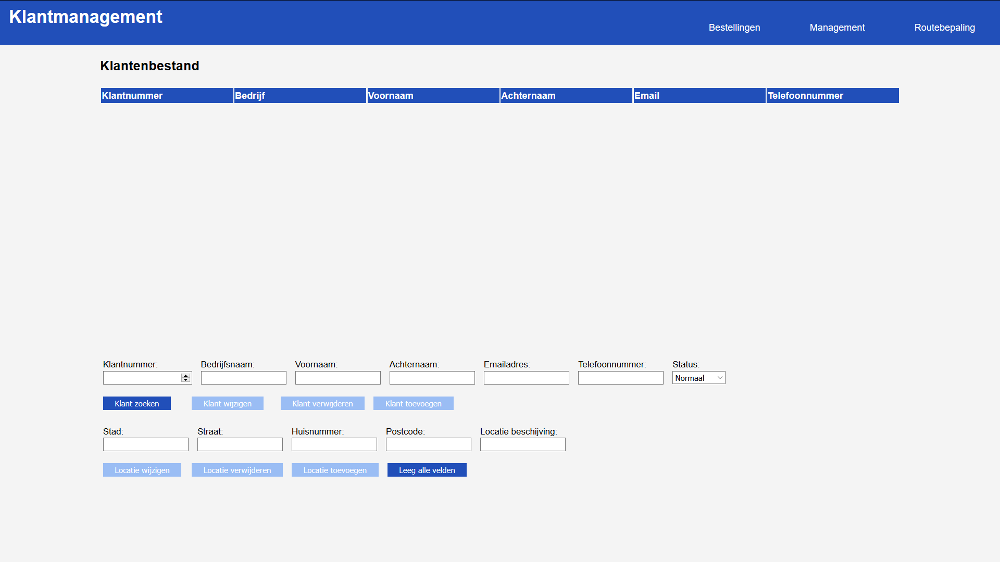 Klantmanagement
Bestellingen Management Routebepaling
Klantenbestand
Klantnummer Bedrijf Voornaam Achternaam Email Telefoonnummer
Klantnummer: Bedrijfsnaam: Voornaam: Achternaam: Emailadres: Telefoonnummer: Status:
Normaal
Klant zoeken Klant wijzigen Klant verwijderen Klant toevoegen
Stad: Straat: Huisnummer: Postcode: Locatie beschijving:
Locatie wijzigen Locatie verwijderen Locatie toevoegen Leeg alle velden